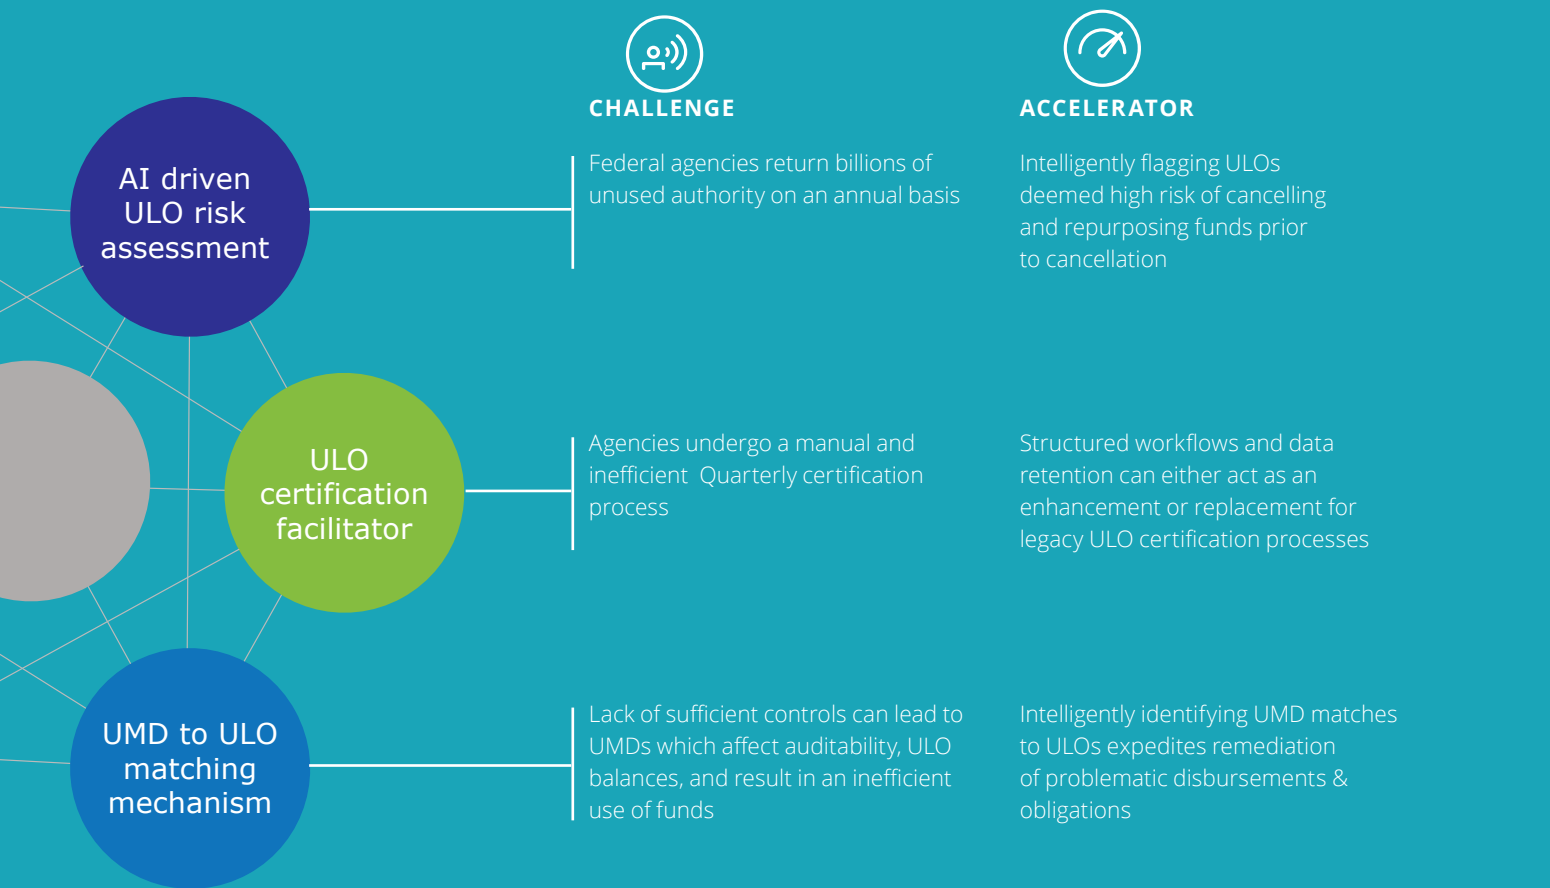 CHALLENGE
ACCELERATOR
AI driven
ULO risk
assessment
Federal agencies return billions of
unused authority on an annual basis
Intelligently flagging ULOs
deemed high risk of cancelling
and repurposing funds prior
to cancellation
ULO
certification
facilitator
Agencies undergo a manual and
inefficient  Quarterly certification
process
Structured workflows and data
retention can either act as an
enhancement or replacement for
legacy ULO certification processes
UMD to ULO
matching
mechanism
Lack of sufficient controls can lead to
UMDs which affect auditability, ULO
balances, and result in an inefficient
use of funds
Intelligently identifying UMD matches
to ULOs expedites remediation
of problematic disbursements &
obligations